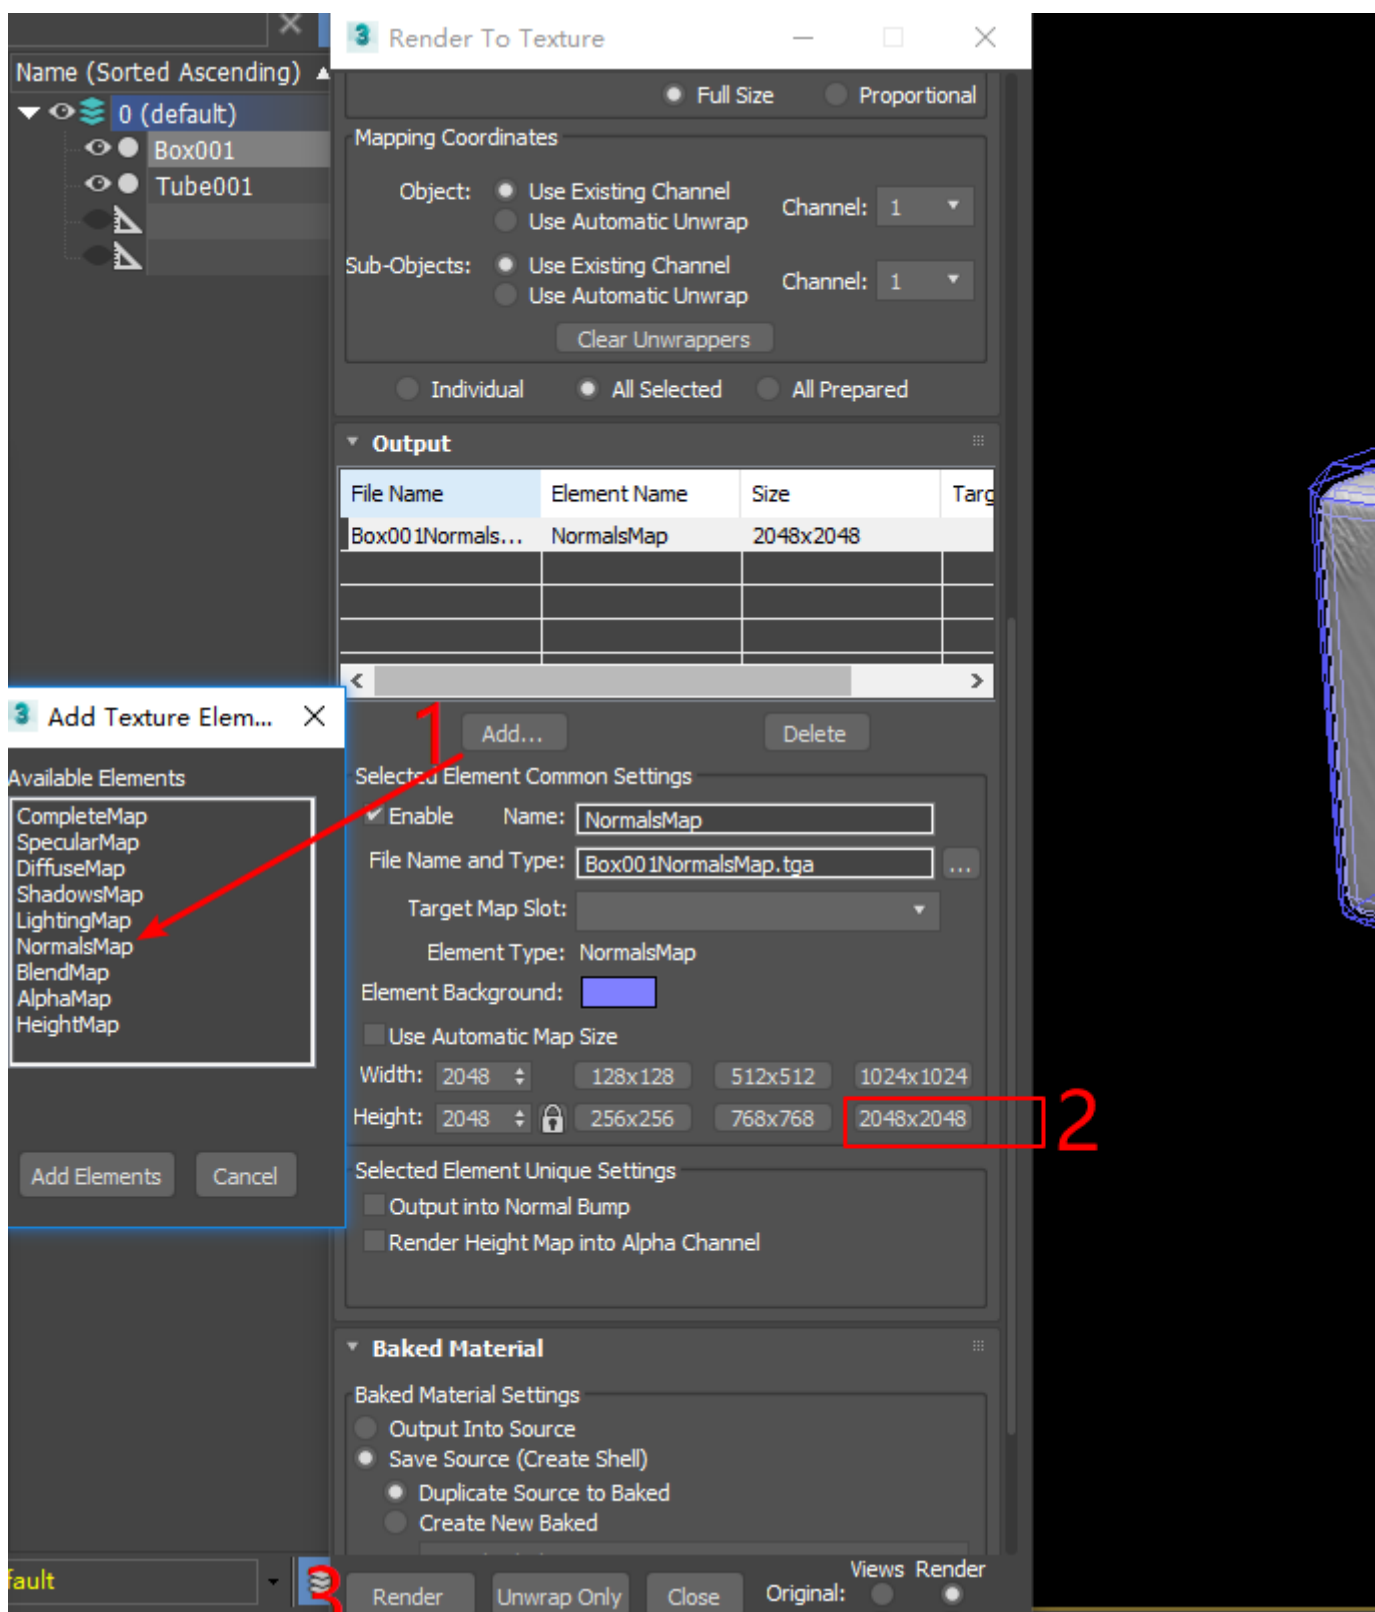 3 Render To Texture
Name (Sorted Ascending)
0 (default)
Box001
Tube001
Full Size Proportional
Mapping Coordinates
Object: Use Existing Channel
Use Automatic Unwrap
Channel: 1
Sub-Objects: Use Existing Channel
Use Automatic Unwrap
Channel: 1
Clear Unwrappers
Individual All Selected All Prepared
Output
File Name Element Name Size Targ
Box001Normals... NormalsMap 2048x2048
1
Add... Delete
Selected Element Common Settings
Enable Name: NormalsMap
File Name and Type: Box001NormalsMap.tga ...
Target Map Slot:
Element Type: NormalsMap
Element Background:
Use Automatic Map Size
Width: 2048 128x128 512x512 1024x1024
Height: 2048 256x256 768x768 2048x2048
2
Selected Element Unique Settings
Output into Normal Bump
Render Height Map into Alpha Channel
Baked Material
Baked Material Settings
Output Into Source
Save Source (Create Shell)
Duplicate Source to Baked
Create New Baked
3
Render Unwrap Only Close
Views Render
Original:
3 Add Texture Elem...
Available Elements
CompleteMap
SpecularMap
DiffuseMap
ShadowsMap
LightingMap
NormalsMap
BlendMap
AlphaMap
HeightMap
Add Elements Cancel
fault